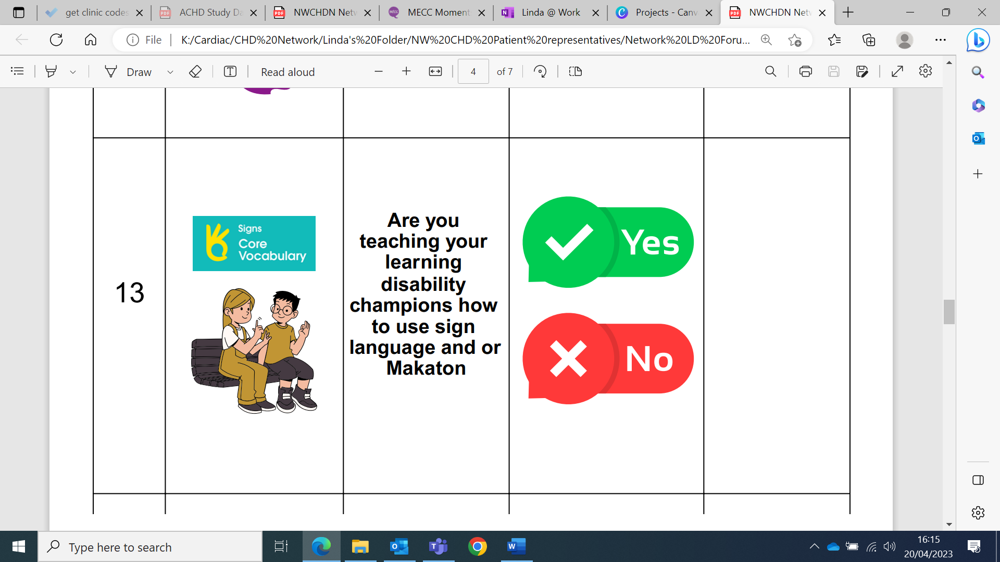 get clinic codes
ACHD Study Da
NWCHDN Netw
MECC Moment
Linda @ Work
Projects - Canv
NWCHDN Netw
File
K:/Cardiac/CHD%20Network/Linda's%20Folder/NW%20CHD%20Patient%20representatives/Network%20LD%20Foru...
Draw
Read aloud
4
of 7
13
Signs
Core
Vocabulary
Are you
teaching your
learning
disability
champions how
to use sign
language and or
Makaton
Yes
No
Type here to search
16:15
20/04/2023